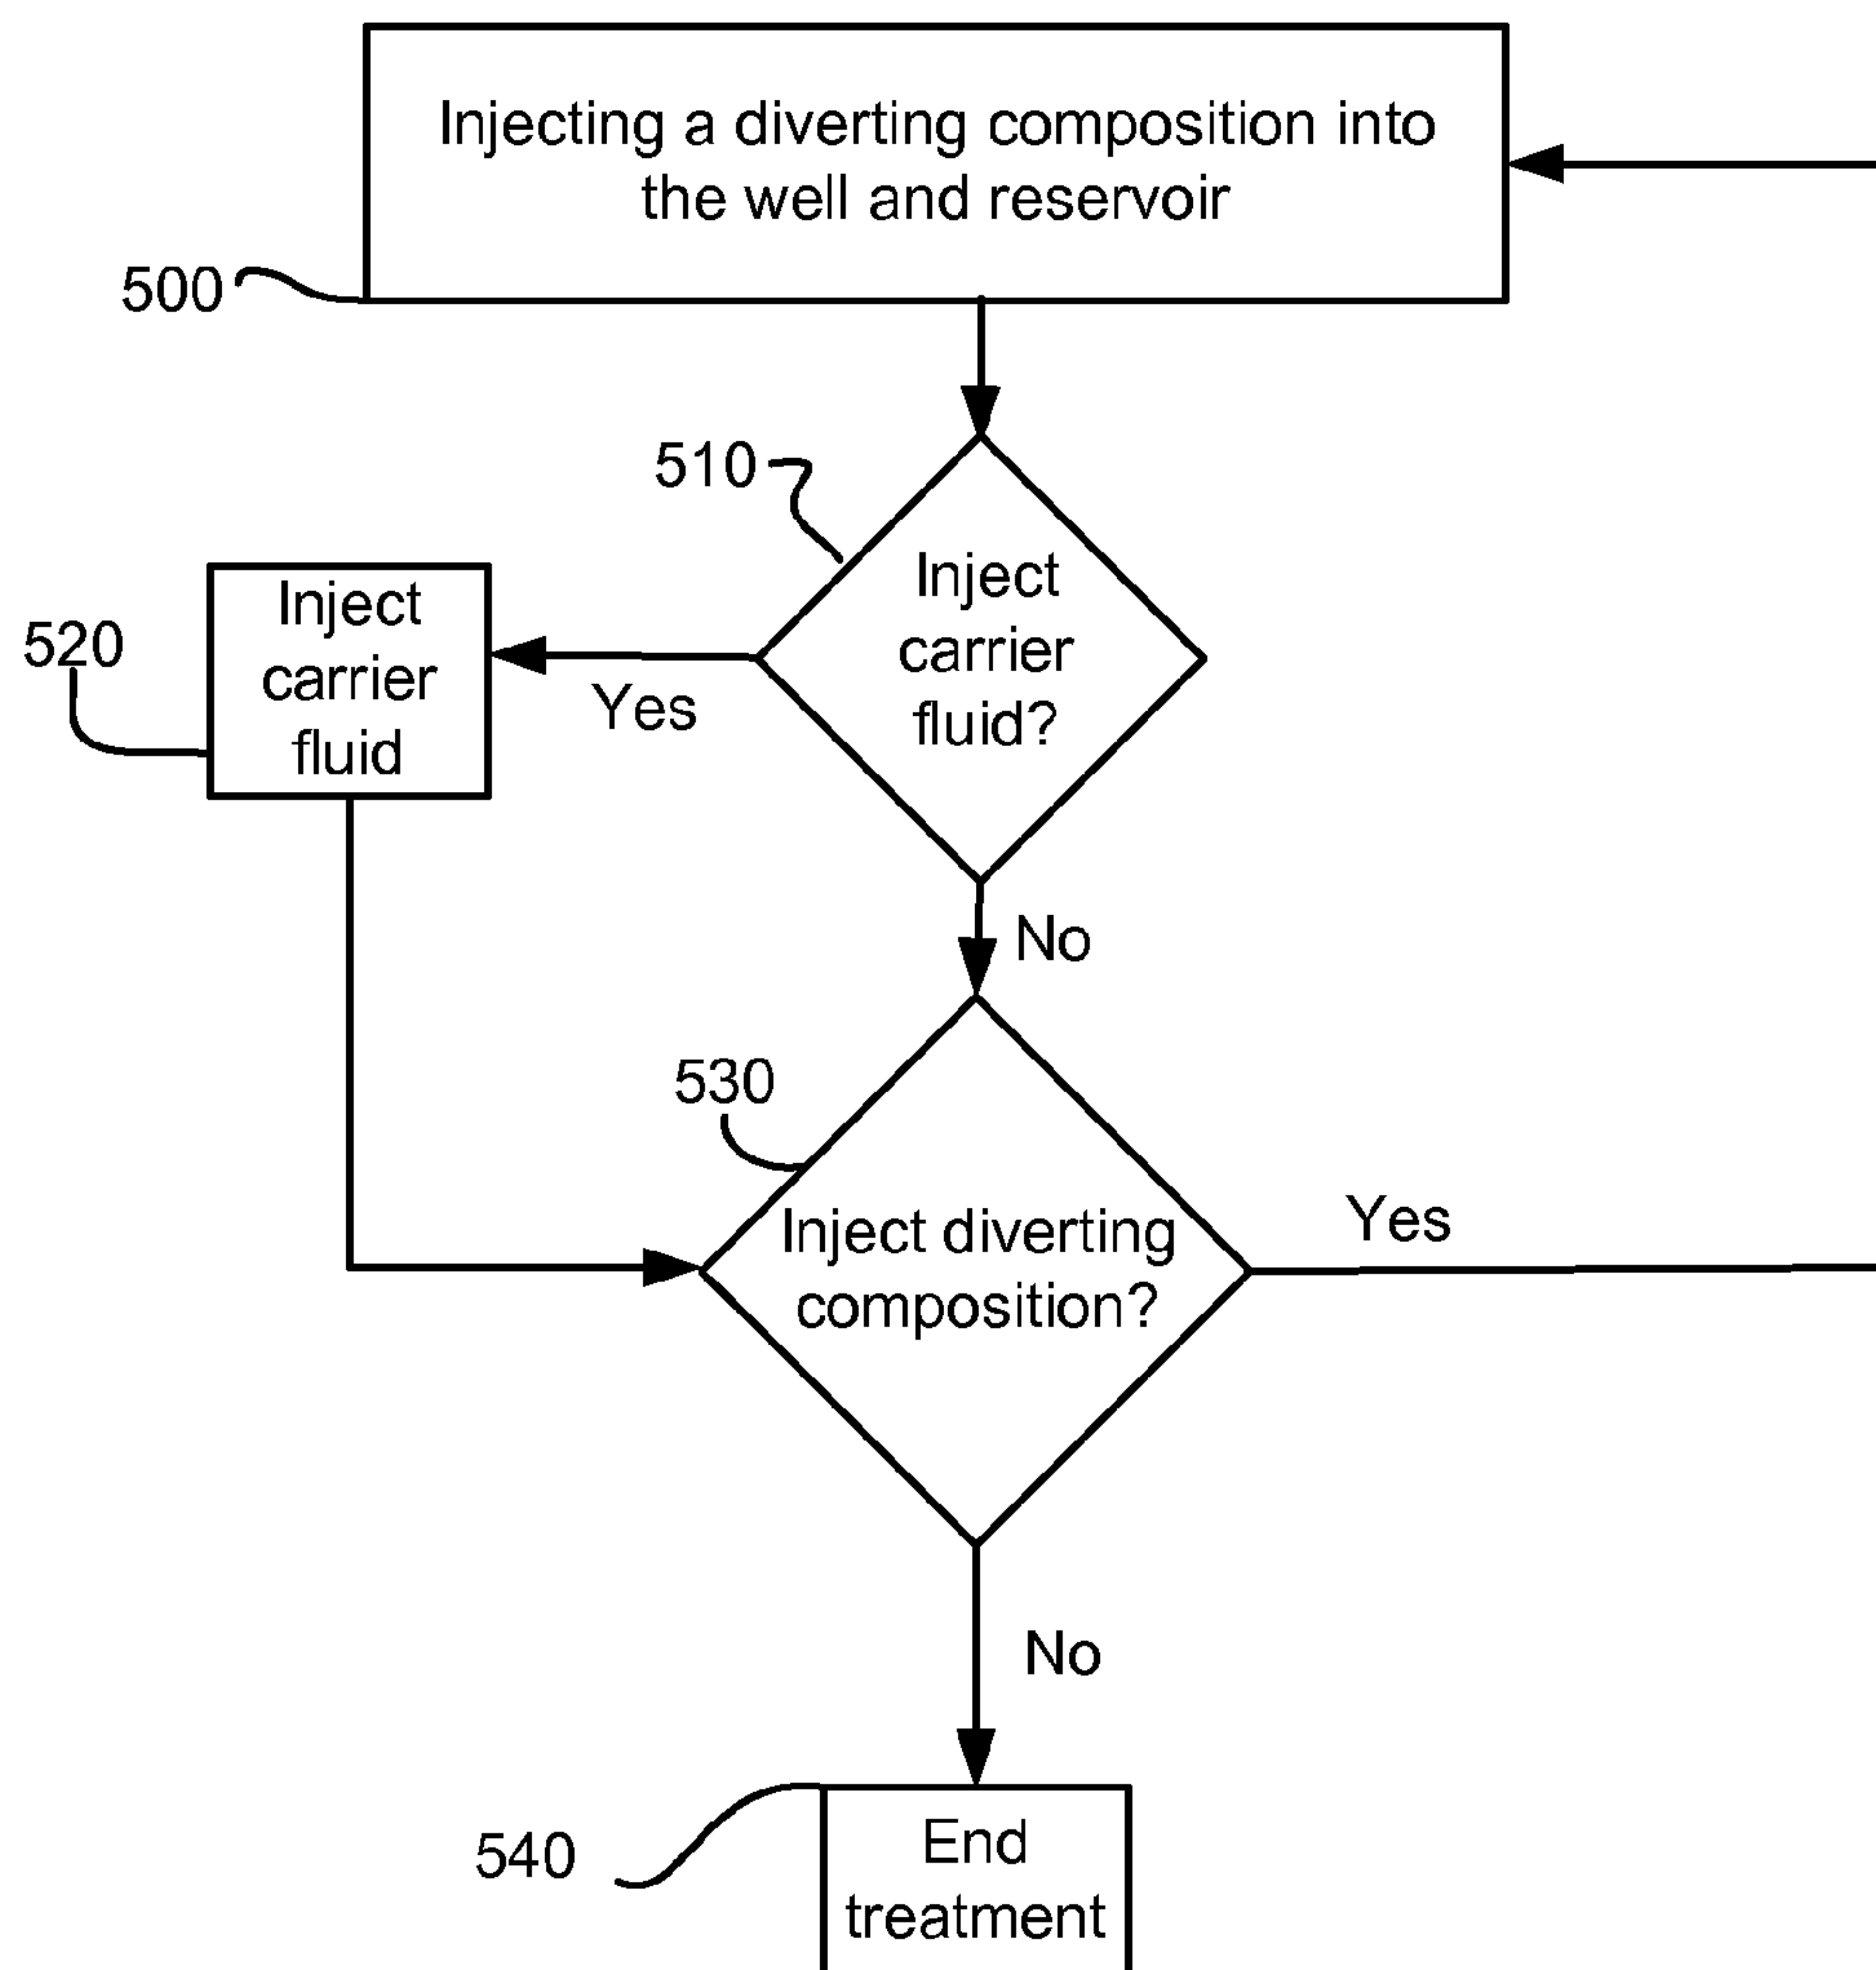 Injecting a diverting composition into
the well and reservoir
500
510
Inject
carrier
fluid?
520
Inject
carrier
fluid
Yes
No
530
Inject diverting
composition?
Yes
No
540
End
treatment